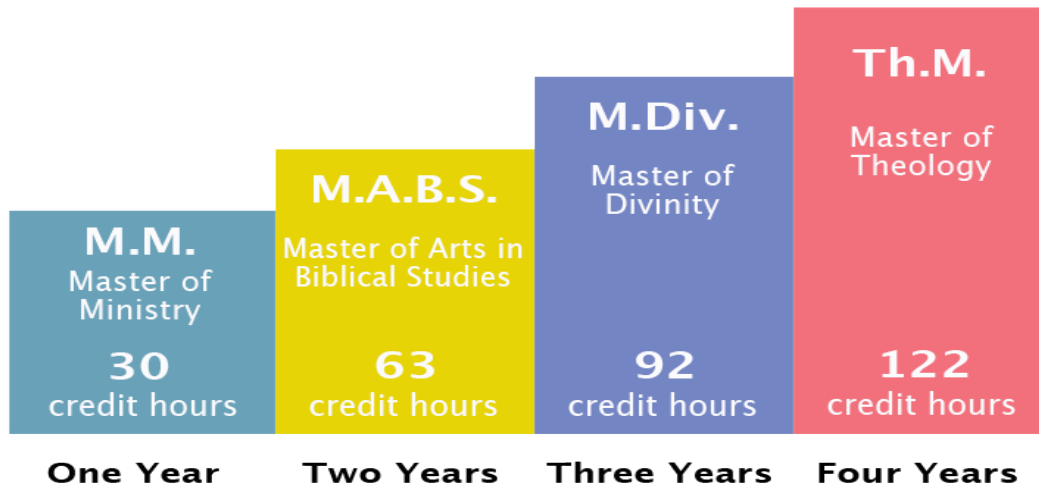 M.M.
Master of
Ministry
30
credit hours
One Year
M.A.B.S.
Master of Arts in
Biblical Studies
63
credit hours
Two Years
M.Div.
Master of
Divinity
92
credit hours
Three Years
Th.M.
Master of
Theology
122
credit hours
Four Years